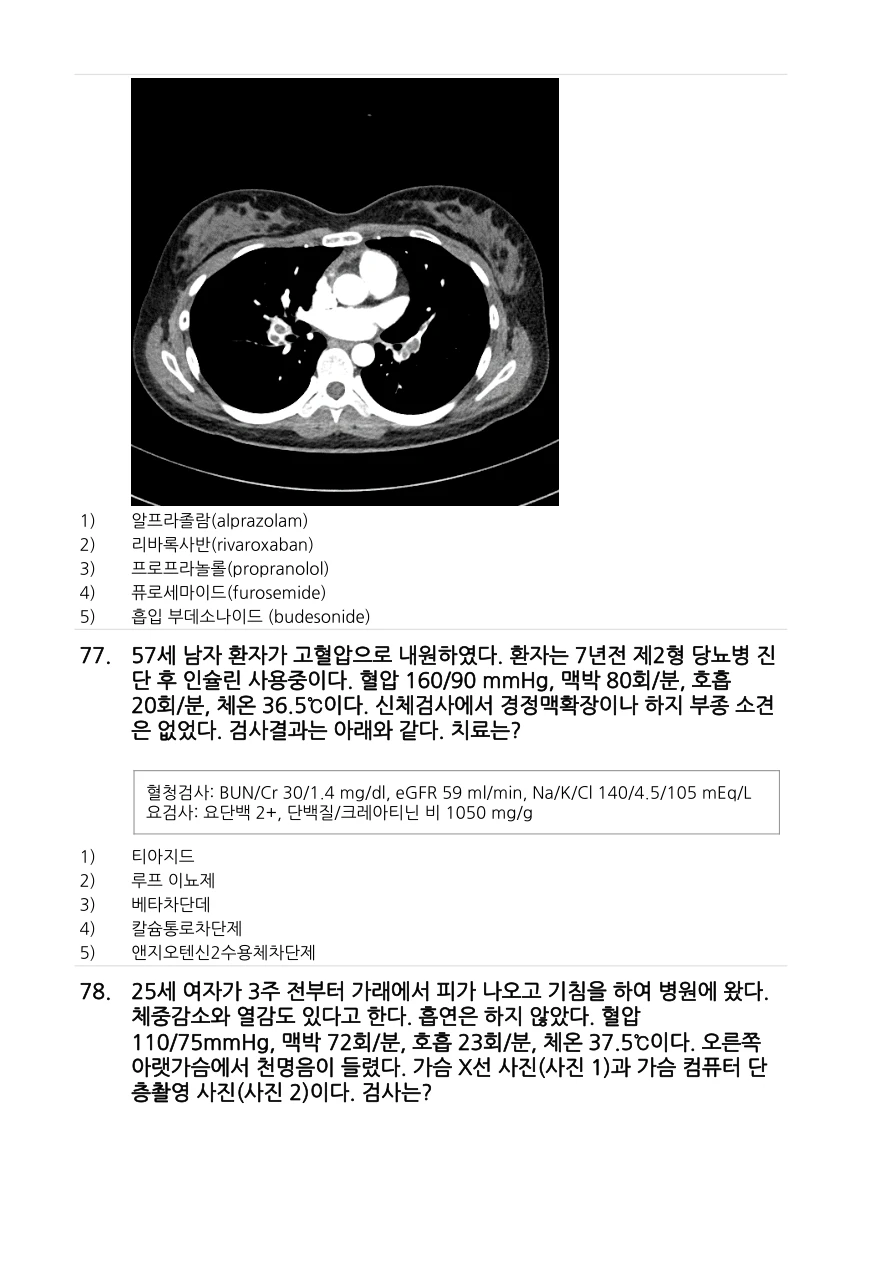 1) 알프라졸람(alprazolam)
2) 리바록사반(rivaroxaban)
3) 프로프라놀롤(propranolol)
4) 퓨로세마이드(furosemide)
5) 흡입 부데소나이드 (budesonide)
77. 57세 남자 환자가 고혈압으로 내원하였다. 환자는 7년전 제2형 당뇨병 진
단 후 인슐린 사용중이다. 혈압 160/90 mmHg, 맥박 80회/분, 호흡
20회/분, 체온 36.5℃이다. 신체검사에서 경정맥확장이나 하지 부종 소견
은 없었다. 검사결과는 아래와 같다. 치료는?
혈청검사: BUN/Cr 30/1.4 mg/dl, eGFR 59 ml/min, Na/K/Cl 140/4.5/105 mEq/L
요검사: 요단백 2+, 단백질/크레아티닌 비 1050 mg/g
1) 티아지드
2) 루프 이뇨제
3) 베타차단데
4) 칼슘통로차단제
5) 앤지오텐신2수용체차단제
78. 25세 여자가 3주 전부터 가래에서 피가 나오고 기침을 하여 병원에 왔다.
체중감소와 열감도 있다고 한다. 흡연은 하지 않았다. 혈압
110/75mmHg, 맥박 72회/분, 호흡 23회/분, 체온 37.5℃이다. 오른쪽
아랫가슴에서 천명음이 들렸다. 가슴 X선 사진(사진 1)과 가슴 컴퓨터 단
층촬영 사진(사진 2)이다. 검사는?